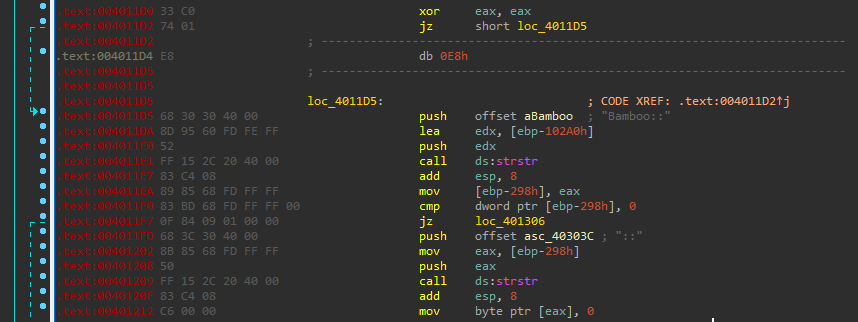 .text:004011D0 33 C0 xor eax, eax
.text:004011D2 74 01 jz short loc_4011D5
.text:004011D2 ; ---------------------------------------------------------------------------
.text:004011D4 E8 db 0E8h
.text:004011D5 ; ---------------------------------------------------------------------------
.text:004011D5
.text:004011D5 loc_4011D5: ; CODE XREF: .text:004011D2↑j
.text:004011D5 68 30 30 40 00 push offset aBamboo ; "Bamboo::"
.text:004011DA 8D 95 60 FD FE FF lea edx, [ebp-102A0h]
.text:004011E0 52 push edx
.text:004011E1 FF 15 2C 20 40 00 call ds:strstr
.text:004011E7 83 C4 08 add esp, 8
.text:004011EA 89 85 68 FD FF FF mov [ebp-298h], eax
.text:004011F0 83 BD 68 FD FF FF 00 cmp dword ptr [ebp-298h], 0
.text:004011F7 0F 84 09 01 00 00 jz loc_401306
.text:004011FD 68 3C 30 40 00 push offset asc_40303C ; "::"
.text:00401202 8B 85 68 FD FF FF mov eax, [ebp-298h]
.text:00401208 50 push eax
.text:00401209 FF 15 2C 20 40 00 call ds:strstr
.text:0040120F 83 C4 08 add esp, 8
.text:00401212 C6 00 00 mov byte ptr [eax], 0